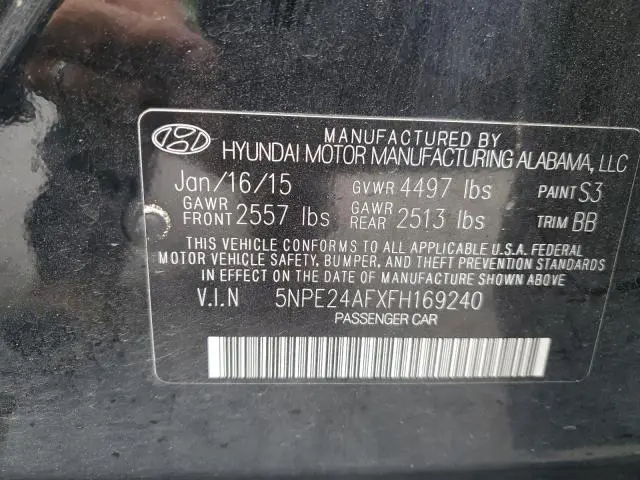 MANUFACTURED BY
HYUNDAI MOTOR MANUFACTURING ALABAMA, LLC
Jan/16/15 GVWR 4497 lbs PAINT S3
GAWR FRONT 2557 lbs GAWR REAR 2513 lbs TRIM BB
THIS VEHICLE CONFORMS TO ALL APPLICABLE U.S.A. FEDERAL
MOTOR VEHICLE SAFETY, BUMPER, AND THEFT PREVENTION STANDARDS
IN EFFECT ON THE DATE OF MANUFACTURE SHOWN ABOVE
V.I.N 5NPE24AFXFH169240
PASSENGER CAR